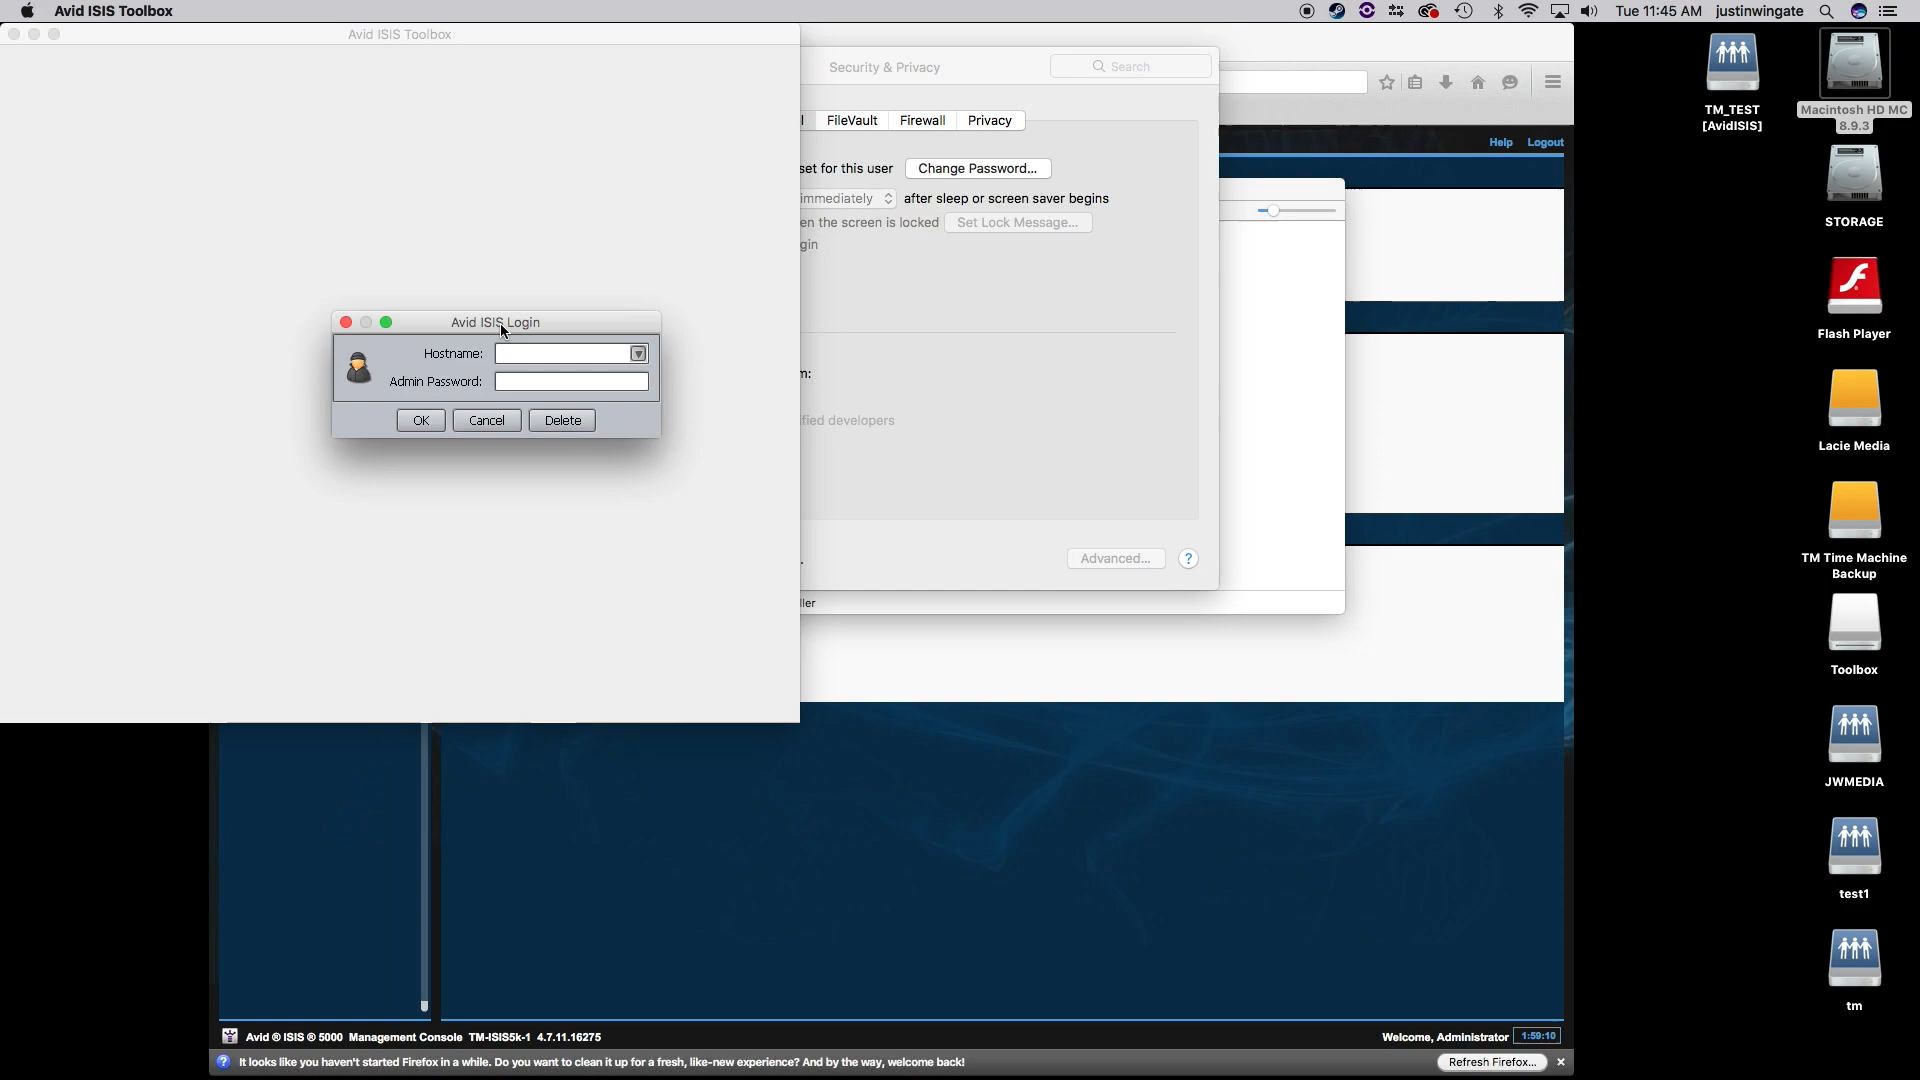 Avid ISIS Toolbox
Tue 11:45 AM justinwingate
Avid ISIS Toolbox
Security & Privacy
Search
FileVault Firewall Privacy
set for this user Change Password...
immediately after sleep or screen saver begins
en the screen is locked Set Lock Message...
gin
m:
ified developers
Advanced... ?
ller
Help Logout
Avid ISIS Login
Hostname:
Admin Password:
OK Cancel Delete
TM_TEST
[AvidISIS]
Macintosh HD MC
8.9.3
STORAGE
Flash Player
Lacie Media
TM Time Machine
Backup
Toolbox
JWMEDIA
test1
tm
Avid ® ISIS ® 5000 Management Console TM-ISIS5k-1 4.7.11.16275
Welcome, Administrator 1:59:10
It looks like you haven't started Firefox in a while. Do you want to clean it up for a fresh, like-new experience? And by the way, welcome back!
Refresh Firefox...